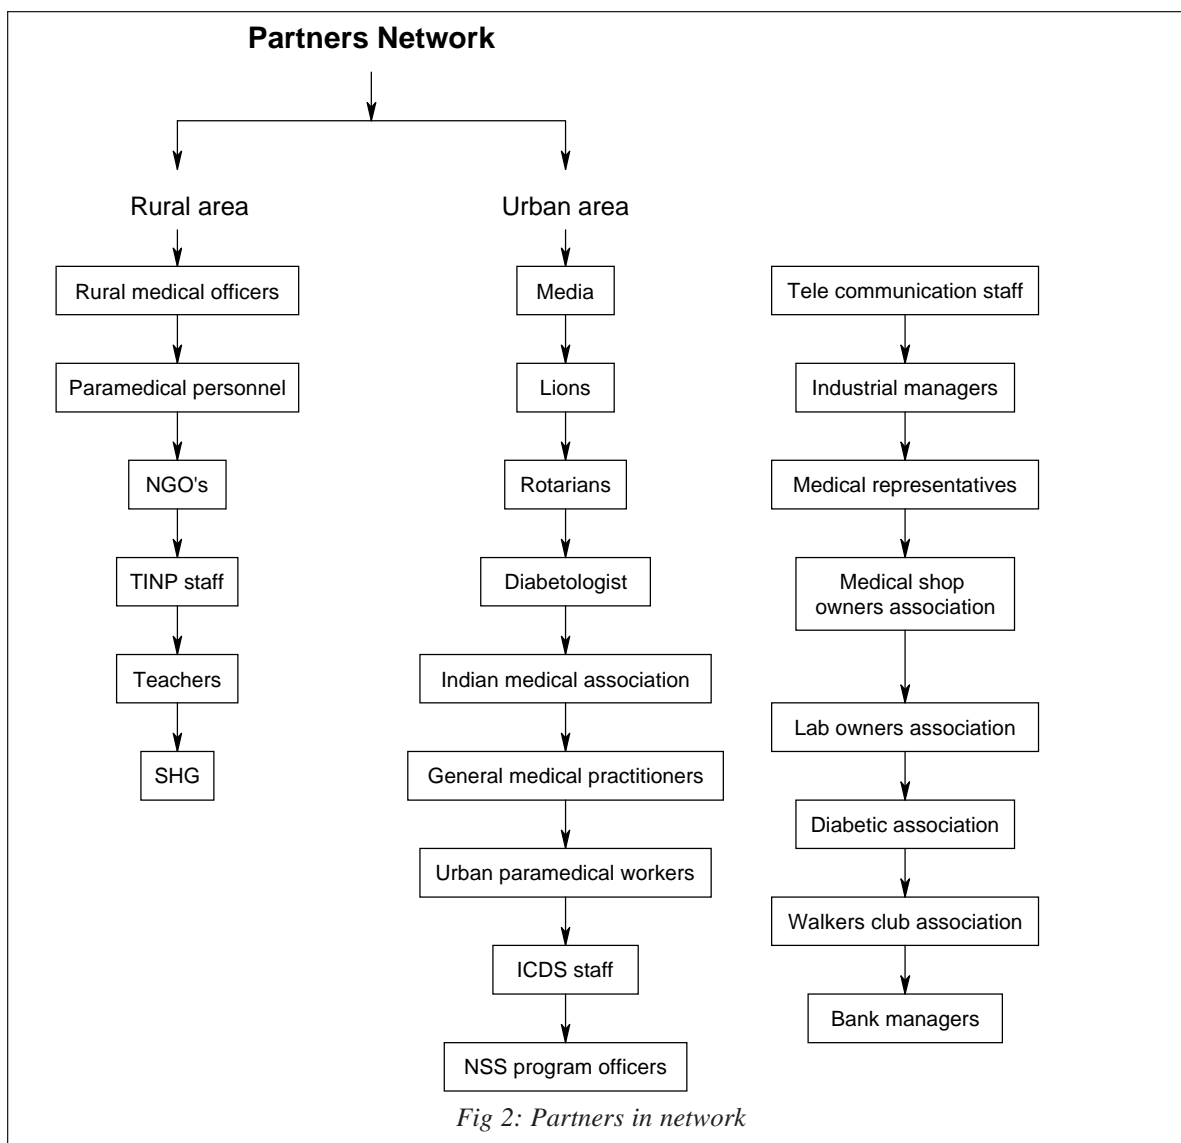 Partners Network
Rural area
Urban area
Rural medical officers
Paramedical personnel
NGO's
TINP staff
Teachers
SHG
Media
Lions
Rotarians
Diabetologist
Indian medical association
General medical practitioners
Urban paramedical workers
ICDS staff
NSS program officers
Tele communication staff
Industrial managers
Medical representatives
Medical shop
owners association
Lab owners association
Diabetic association
Walkers club association
Bank managers
Fig 2: Partners in network